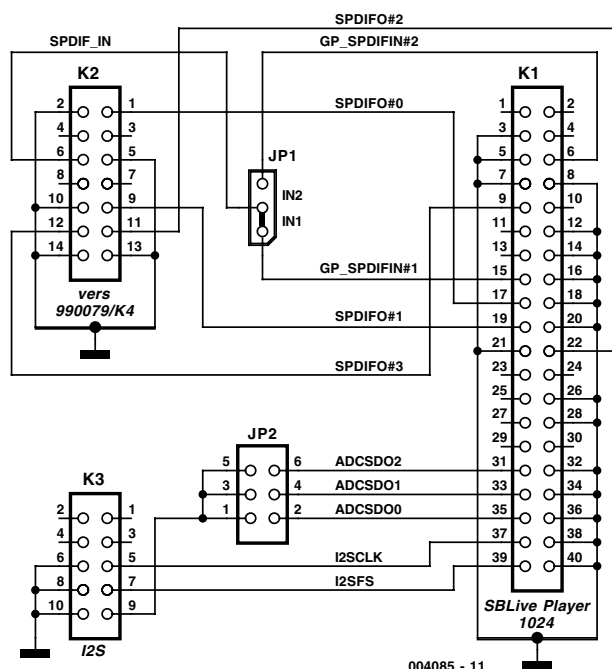 SPDIFO#2
SPDIF_IN
GP_SPDIFIN#2
K2
K1
2 1
4 3
6 5
8 7
10 9
12 11
14 13
vers
990079/K4
SPDIFO#0
JP1
IN2
IN1
GP_SPDIFIN#1
SPDIFO#1
SPDIFO#3
1 2
3 4
5 6
7 8
9 10
11 12
13 14
15 16
17 18
19 20
21 22
23 24
25 26
27 28
29 30
31 32
33 34
35 36
37 38
39 40
SBLive Player
1024
JP2
5 6
3 4
1 2
ADCSDO2
ADCSDO1
ADCSDO0
I2SCLK
I2SFS
K3
2 1
4 3
6 5
8 7
10 9
I2S
004085 - 11